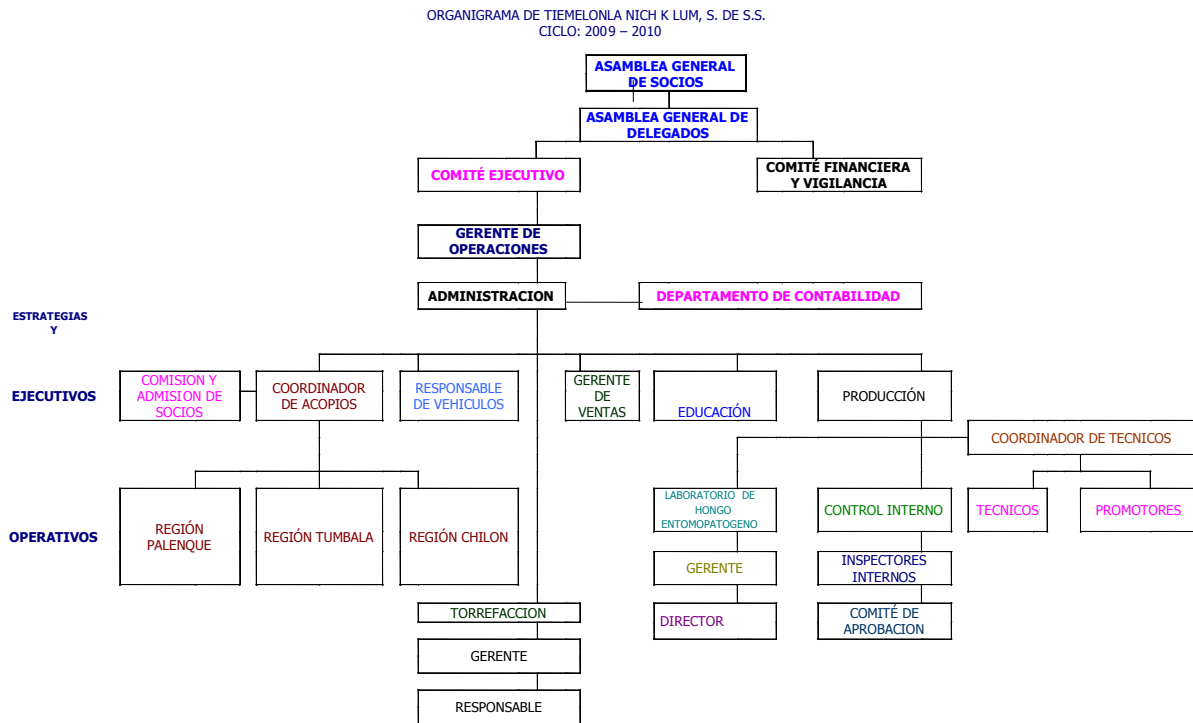 ORGANIGRAMA DE TIEMELONLA NICH K LUM, S. DE S.S.
CICLO: 2009 – 2010
ASAMBLEA GENERAL
DE SOCIOS
ASAMBLEA GENERAL DE
DELEGADOS
COMITÉ EJECUTIVO
COMITÉ FINANCIERA
Y VIGILANCIA
GERENTE DE
OPERACIONES
ADMINISTRACION
DEPARTAMENTO DE CONTABILIDAD
ESTRATEGIAS
Y
EJECUTIVOS
COMISION Y
ADMISION DE
SOCIOS
COORDINADOR
DE ACOPIOS
RESPONSABLE
DE VEHICULOS
GERENTE
DE
VENTAS
EDUCACIÓN
PRODUCCIÓN
COORDINADOR DE TECNICOS
OPERATIVOS
REGIÓN
PALENQUE
REGIÓN TUMBALA
REGIÓN CHILON
LABORATORIO DE
HONGO
ENTOMOPATOGENO
CONTROL INTERNO
TECNICOS
PROMOTORES
GERENTE
INSPECTORES
INTERNOS
DIRECTOR
COMITÉ DE
APROBACION
TORREFACCION
GERENTE
RESPONSABLE